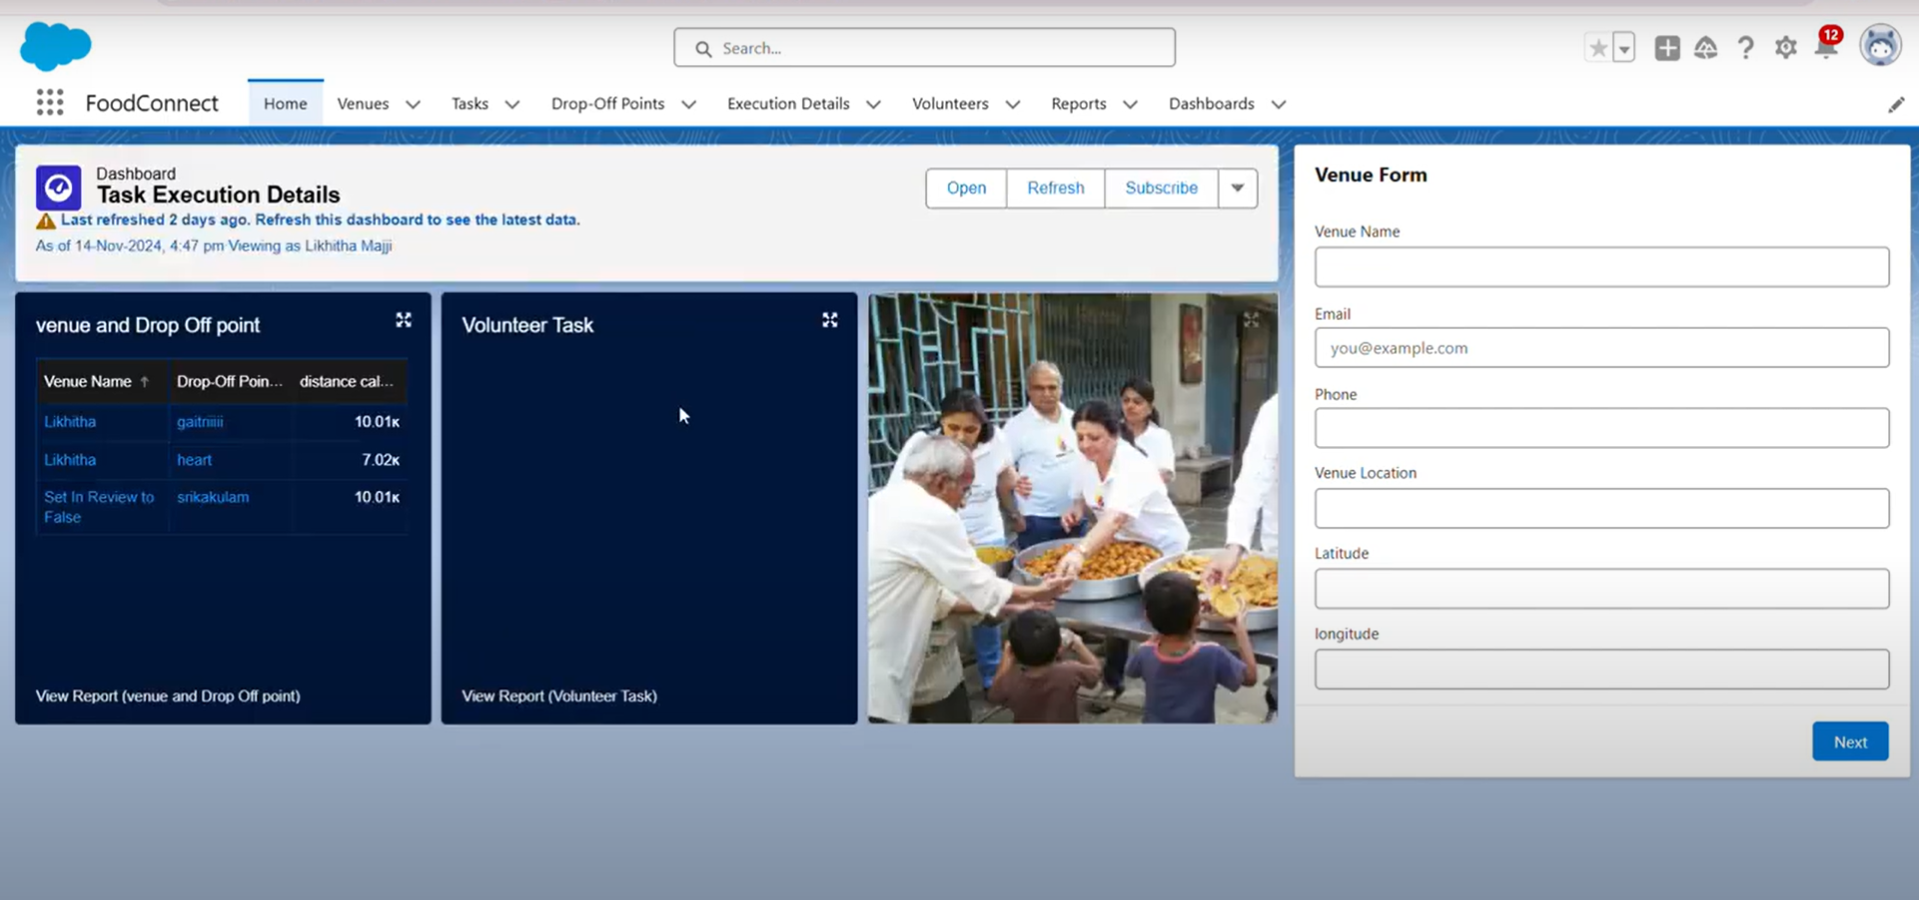 Search...
12
FoodConnect
Home
Venues
Tasks
Drop-Off Points
Execution Details
Volunteers
Reports
Dashboards
Dashboard
Task Execution Details
Last refreshed 2 days ago. Refresh this dashboard to see the latest data.
As of 14-Nov-2024, 4:47 pm Viewing as Likhitha Majji
Open
Refresh
Subscribe
venue and Drop Off point
Venue Name
Drop-Off Poin...
distance cal...
Likhitha
gaitriiiii
10.01K
Likhitha
heart
7.02K
Set In Review to
False
srikakulam
10.01K
View Report (venue and Drop Off point)
Volunteer Task
View Report (Volunteer Task)
Venue Form
Venue Name
Email
you@example.com
Phone
Venue Location
Latitude
longitude
Next